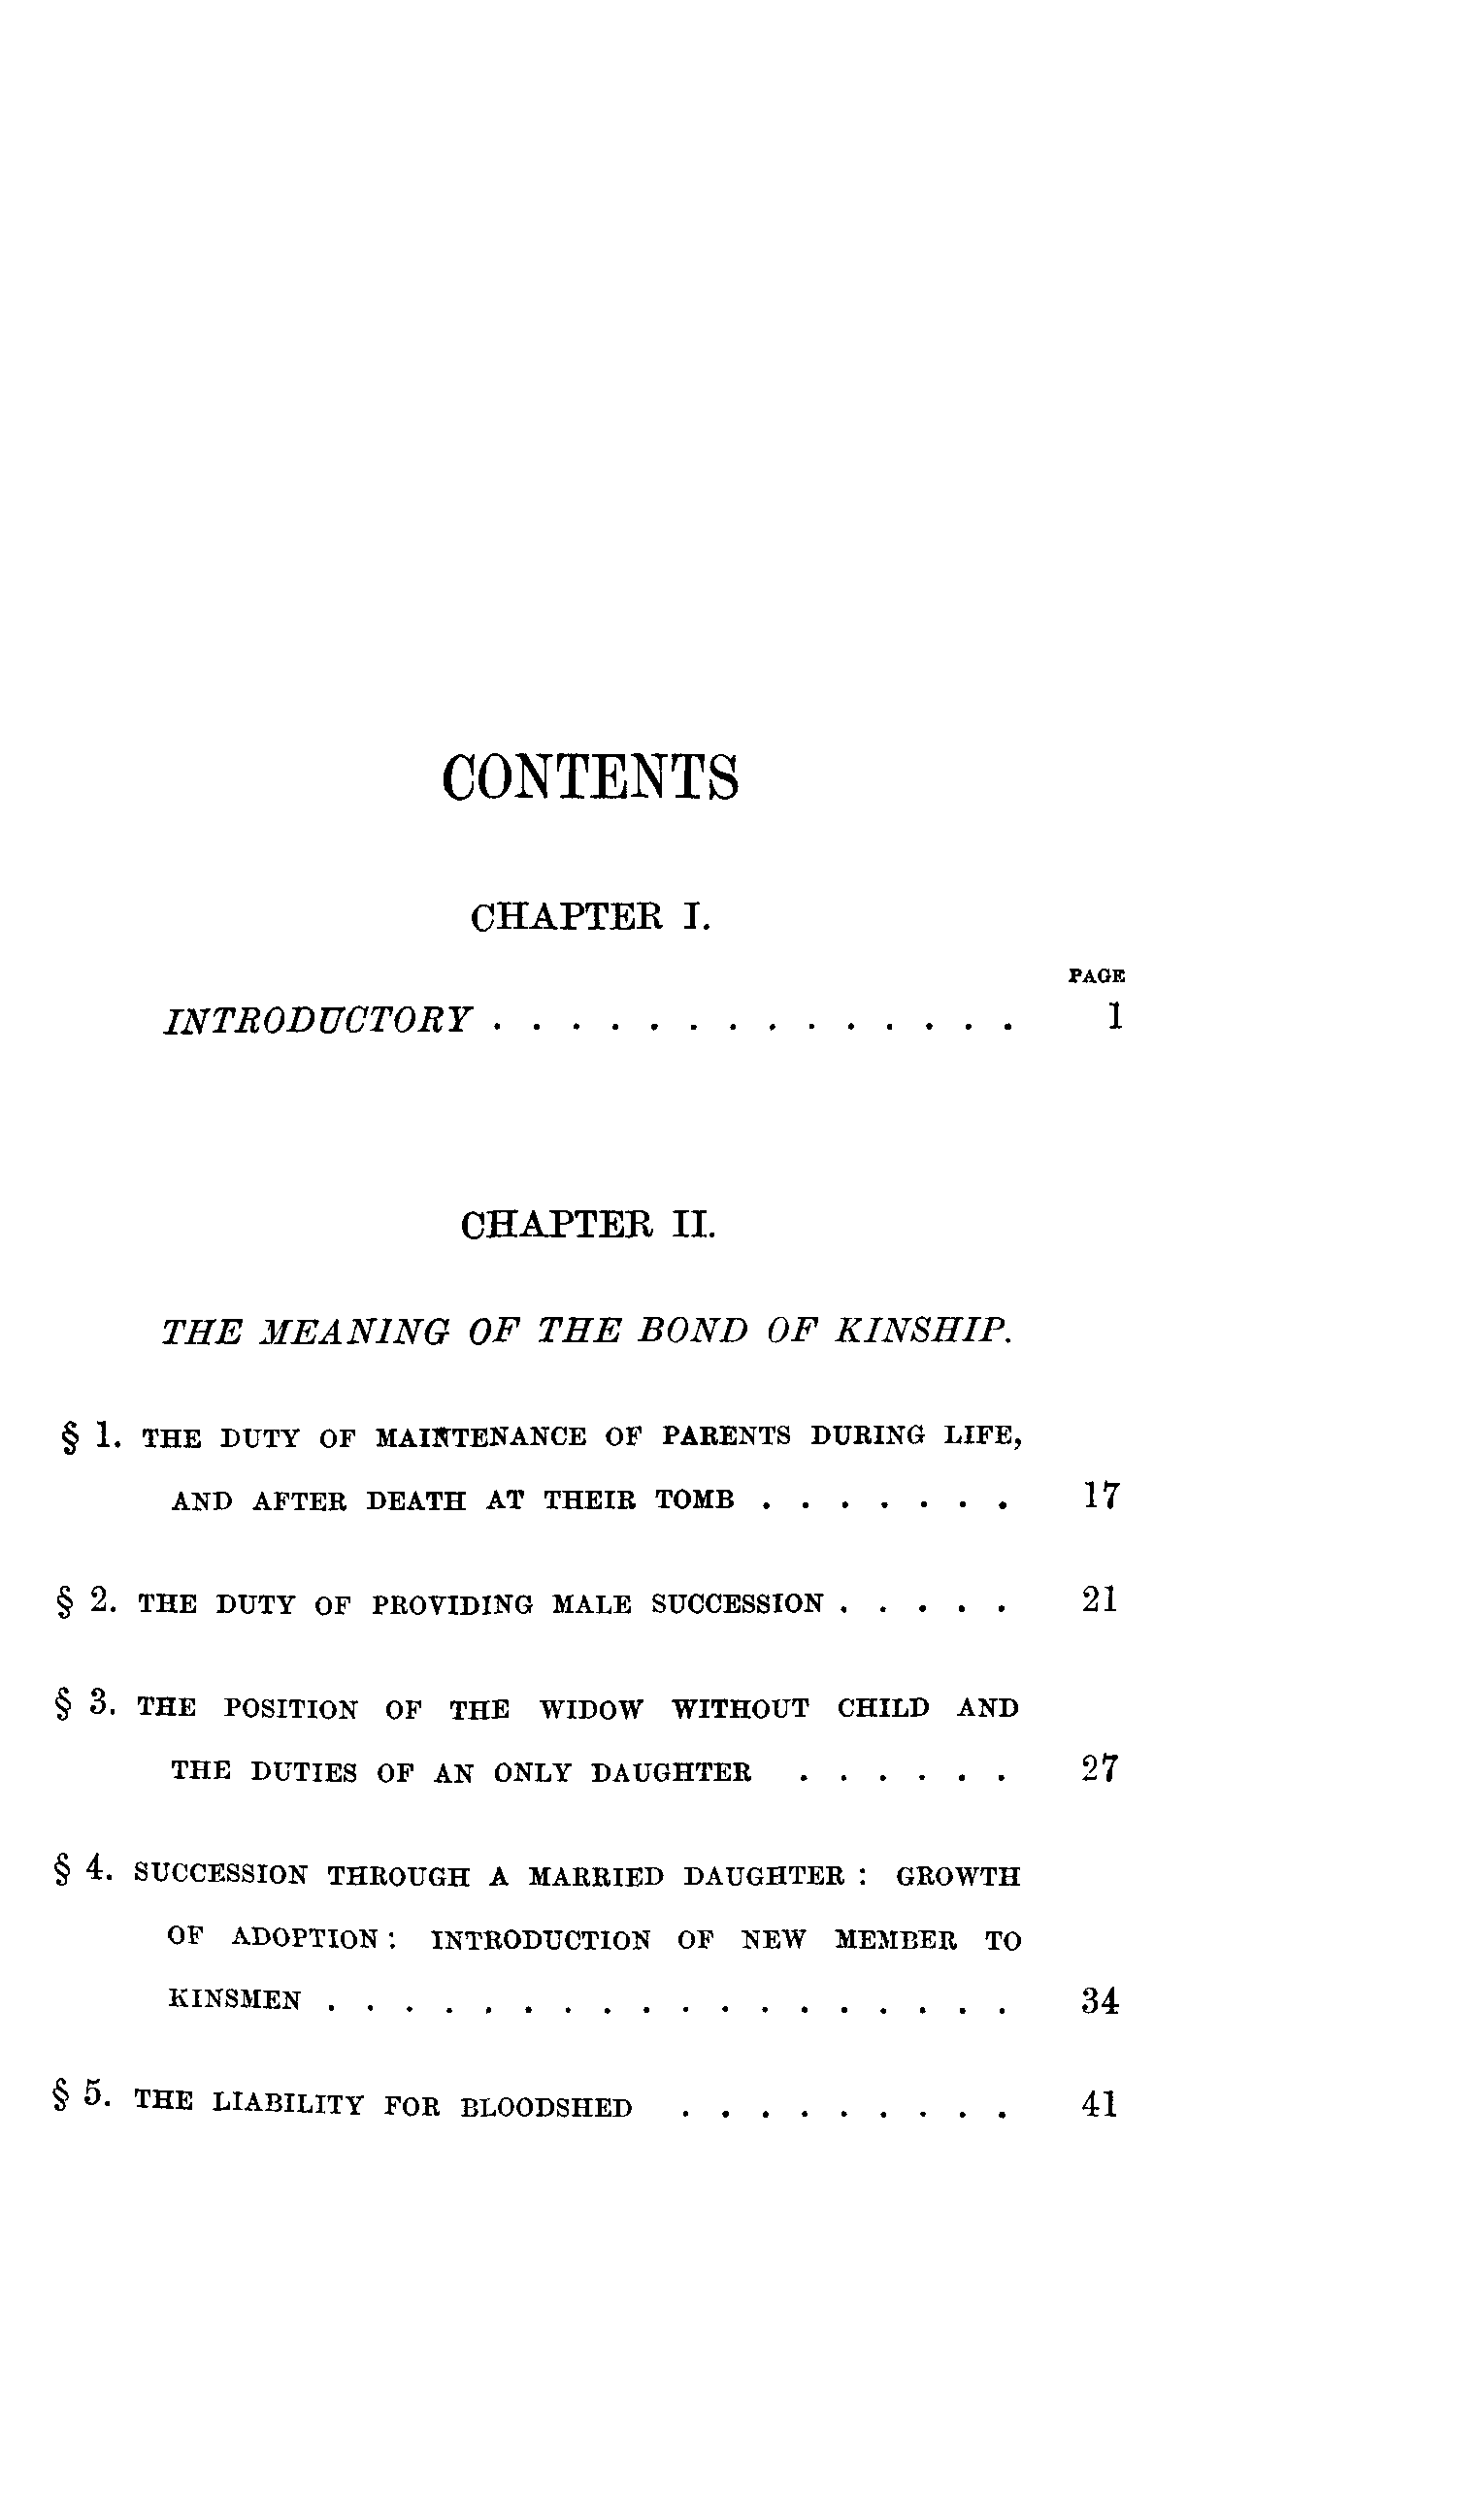 CONTENTS
CHAPTER I.
PAGE
INTRODUCTORY . . . . . . . . . . . . . . 1
CHAPTER II.
THE MEANING OF THE BOND OF KINSHIP.
§ 1. THE DUTY OF MAINTENANCE OF PARENTS DURING LIFE,
AND AFTER DEATH AT THEIR TOMB . . . . . . . 17
§ 2. THE DUTY OF PROVIDING MALE SUCCESSION . . . . . 21
§ 3. THE POSITION OF THE WIDOW WITHOUT CHILD AND
THE DUTIES OF AN ONLY DAUGHTER . . . . . . 27
§ 4. SUCCESSION THROUGH A MARRIED DAUGHTER : GROWTH
OF ADOPTION : INTRODUCTION OF NEW MEMBER TO
KINSMEN . . . . . . . . . . . . . . . . . . 34
§ 5. THE LIABILITY FOR BLOODSHED . . . . . . . . . 41